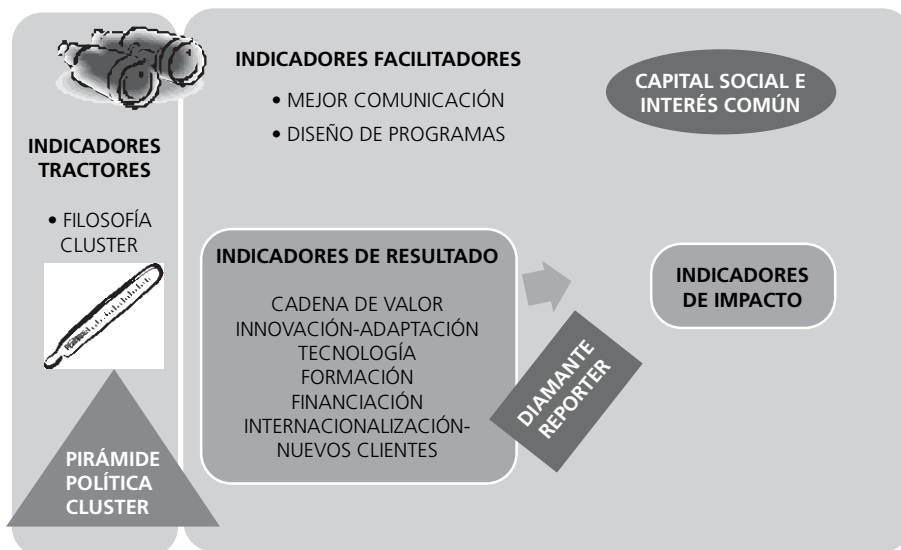 INDICADORES
TRACTORES
• FILOSOFÍA
CLUSTER
PIRÁMIDE
POLÍTICA
CLUSTER
INDICADORES FACILITADORES
• MEJOR COMUNICACIÓN
• DISEÑO DE PROGRAMAS
CAPITAL SOCIAL E
INTERÉS COMÚN
INDICADORES DE RESULTADO
CADENA DE VALOR
INNOVACIÓN-ADAPTACIÓN
TECNOLOGÍA
FORMACIÓN
FINANCIACIÓN
INTERNACIONALIZACIÓN-
NUEVOS CLIENTES
DIAMANTE
REPORTER
INDICADORES
DE IMPACTO